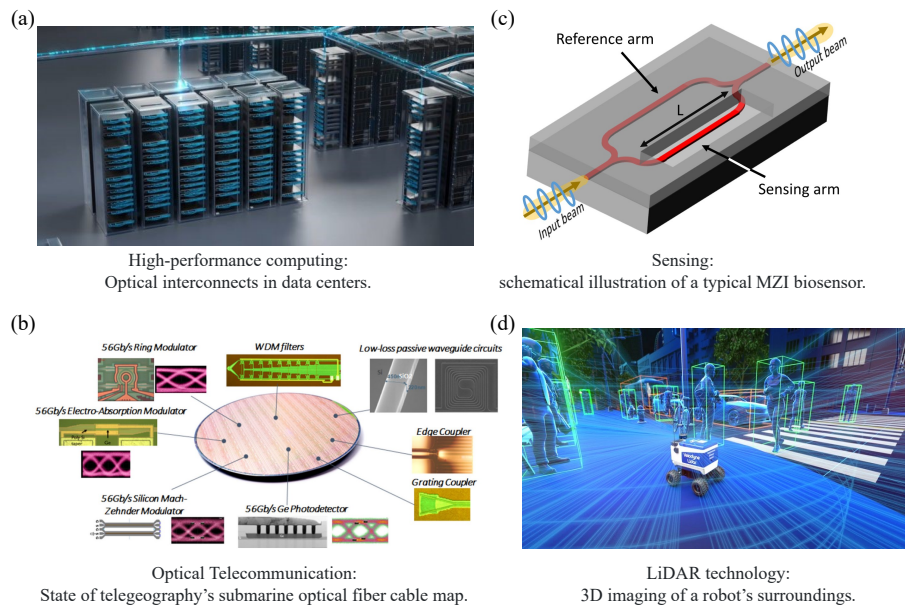 (a)
High-performance computing:
Optical interconnects in data centers.
(c)
Reference arm
Output beam
L
Sensing arm
Input beam
Sensing:
schematical illustration of a typical MZI biosensor.
(b)
56Gb/s Ring Modulator
WDM filters
Low-loss passive waveguide circuits
56Gb/s Electro-Absorption Modulator
Edge Coupler
Grating Coupler
56Gb/s Silicon Mach-
Zehnder Modulator
56Gb/s Ge Photodetector
Optical Telecommunication:
State of telegeography's submarine optical fiber cable map.
(d)
Velodyne
Lidar
LiDAR technology:
3D imaging of a robot's surroundings.